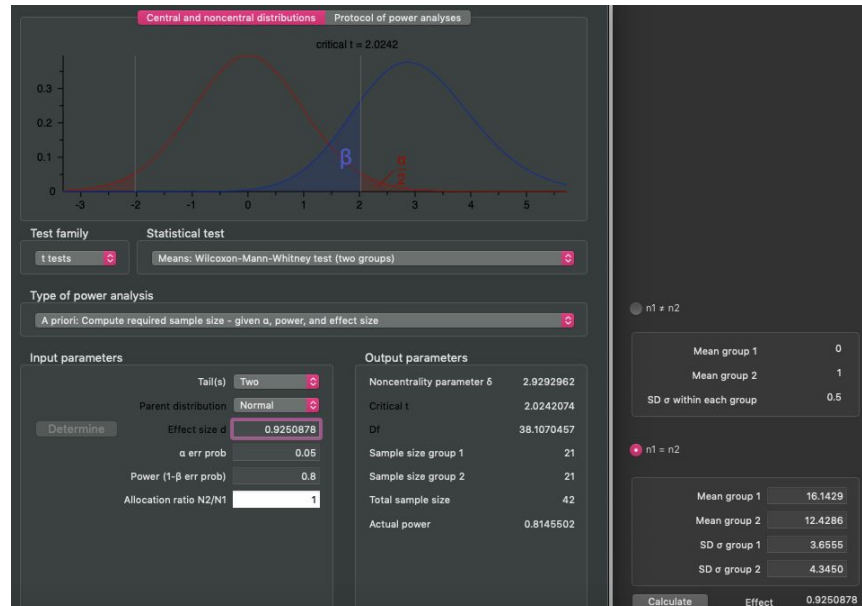 Central and noncentral distributions Protocol of power analyses
critical t = 2.0242
0.3
0.2
0.1
0
β
α
2
-3 -2 -1 0 1 2 3 4 5
Test family Statistical test
t tests Means: Wilcoxon-Mann-Whitney test (two groups)
Type of power analysis
A priori: Compute required sample size - given α, power, and effect size
Input parameters
Tail(s) Two
Parent distribution Normal
Determine Effect size d 0.9250878
α err prob 0.05
Power (1-β err prob) 0.8
Allocation ratio N2/N1 1
Output parameters
Noncentrality parameter δ 2.9292962
Critical t 2.0242074
Df 38.1070457
Sample size group 1 21
Sample size group 2 21
Total sample size 42
Actual power 0.8145502
n1 ≠ n2
Mean group 1 0
Mean group 2 1
SD σ within each group 0.5
n1 = n2
Mean group 1 16.1429
Mean group 2 12.4286
SD σ group 1 3.6555
SD σ group 2 4.3450
Calculate Effect 0.9250878